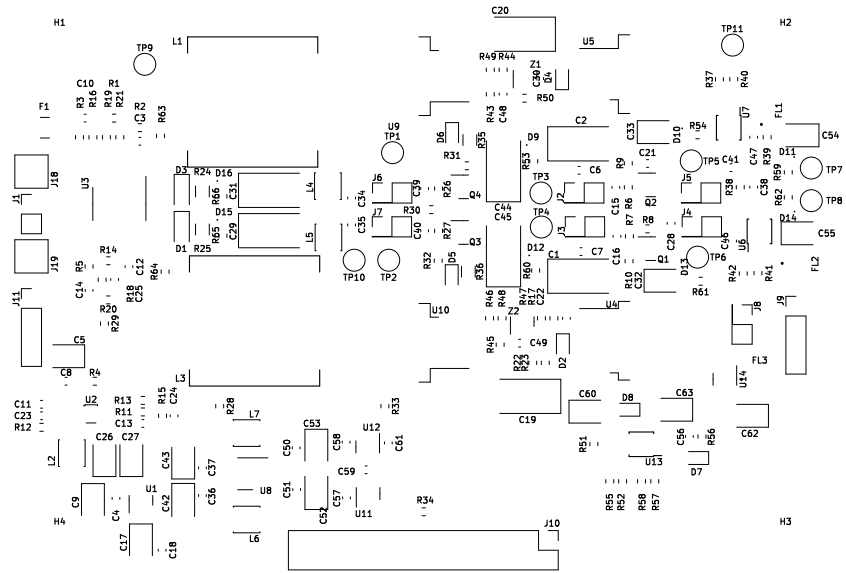 C20
H1
H2
TP11
L1
U5
TP9
R49 R44
Z1
C30
D4
C10
R1
R37
R40
R3
R16
R19
R21
R50
F1
R2
C3
R63
R43
C48
U9
TP1
D6
R35
D9
C2
C33
D10
R54
U7
FL1
C54
R31
R53
R9
C21
C47
R39
D11
TP5
TP7
J18
U3
D3
R24
D16
R66
C31
L4
J6
C39
R26
Q4
TP3
C6
J2
C15
R6
J5
C41
R38
C38
R59
J1
C34
R30
C44
C45
Q2
R62
TP8
D15
J7
C35
C40
R27
Q3
TP4
J3
R7
R8
J4
C28
C46
D14
C55
J19
D1
R25
R65
C29
L5
U6
R14
R5
C12
R64
TP10
TP2
R32
D5
R36
D12
R60
C1
C7
C16
R10
C32
Q1
D13
TP6
R61
R42
R41
FL2
J11
C14
R18
C25
R20
R29
U10
R46
R48
R47
R17
C22
Z2
U4
J8
J9
C5
R45
C49
R22
R23
D2
FL3
C8
R4
L3
U14
C11
C23
R12
U2
R13
R11
C13
R15
C24
R28
L7
R33
C19
C60
D8
C63
C62
C53
U12
C58
C61
C50
R51
C56
R56
L2
C26
C27
C43
C37
C59
U13
D7
C9
C4
U1
C42
C36
U8
C51
C57
U11
R34
R55
R52
R58
R57
H4
C17
C18
L6
C52
J10
H3